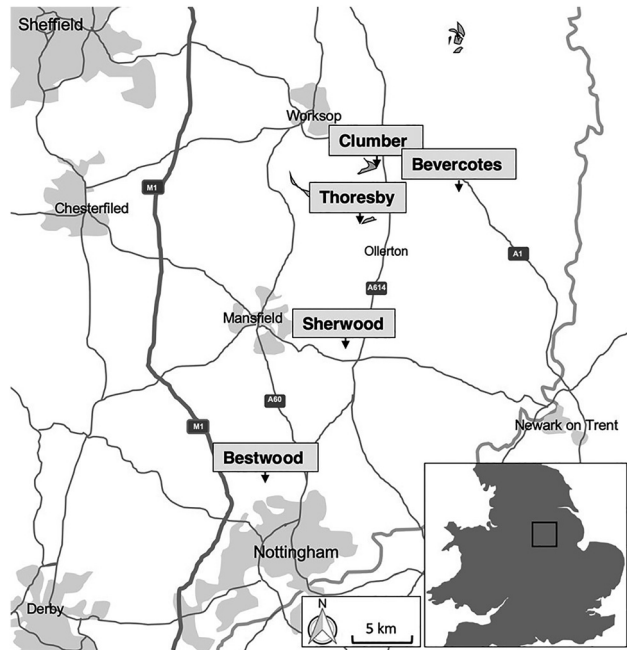 Sheffield
Worksop
Clumber
Bevercotes
M1
Thoresby
Chesterfiled
Ollerton
A1
A614
Sherwood
Mansfield
A60
M1
Newark on Trent
Bestwood
Nottingham
Derby
N
5 km